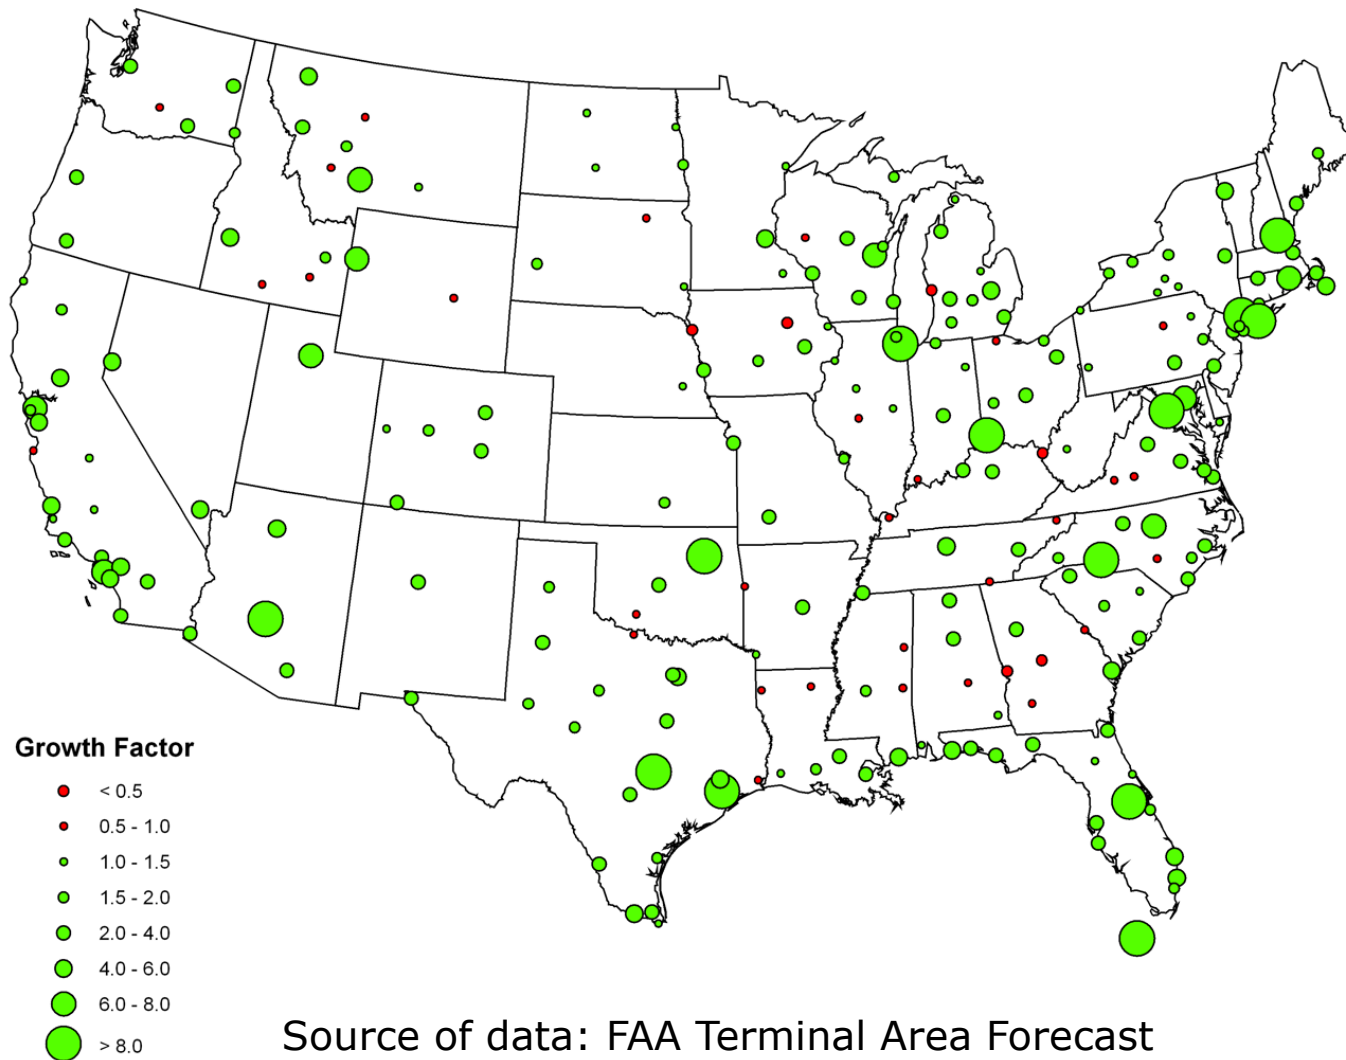 Growth Factor
< 0.5
0.5 - 1.0
1.0 - 1.5
1.5 - 2.0
2.0 - 4.0
4.0 - 6.0
6.0 - 8.0
> 8.0
Source of data: FAA Terminal Area Forecast